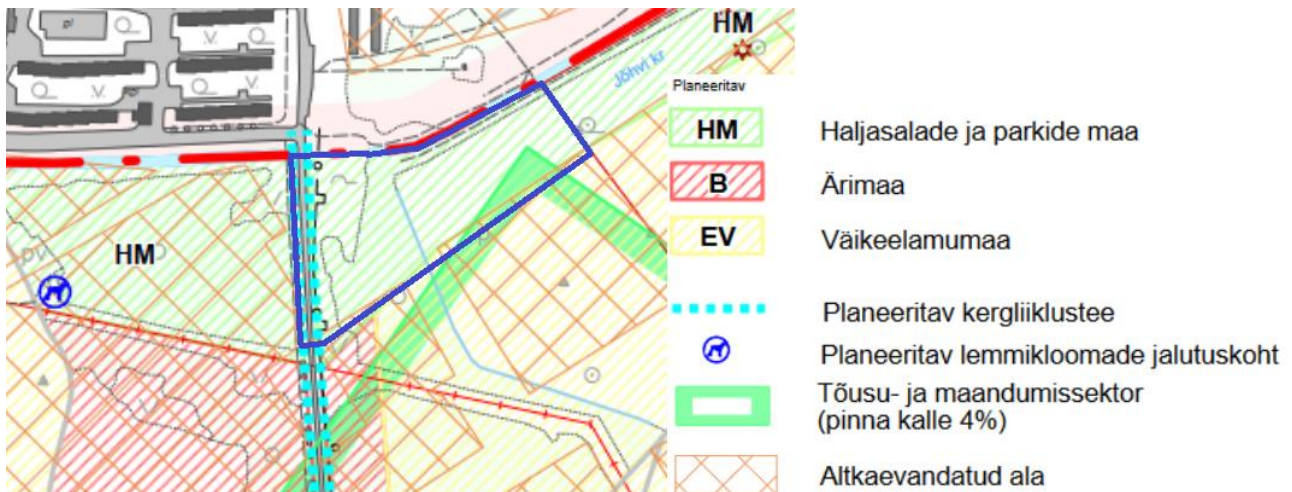 pl
HM
Jõhvi kr
HM
Planeeritav
HM Haljasalade ja parkide maa
B Ärimaa
EV Väikeelamumaa
Planeeritav kergliiklustee
Planeeritav lemmikloomade jalutuskoht
Tõusu- ja maandumissektor
(pinna kalle 4%)
Altkaevandatud ala